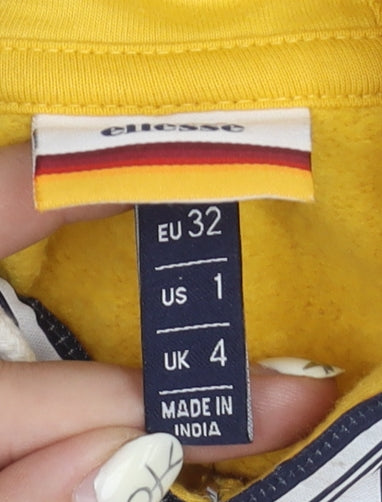 ellesse
EU 32
US 1
UK 4
MADE IN
INDIA